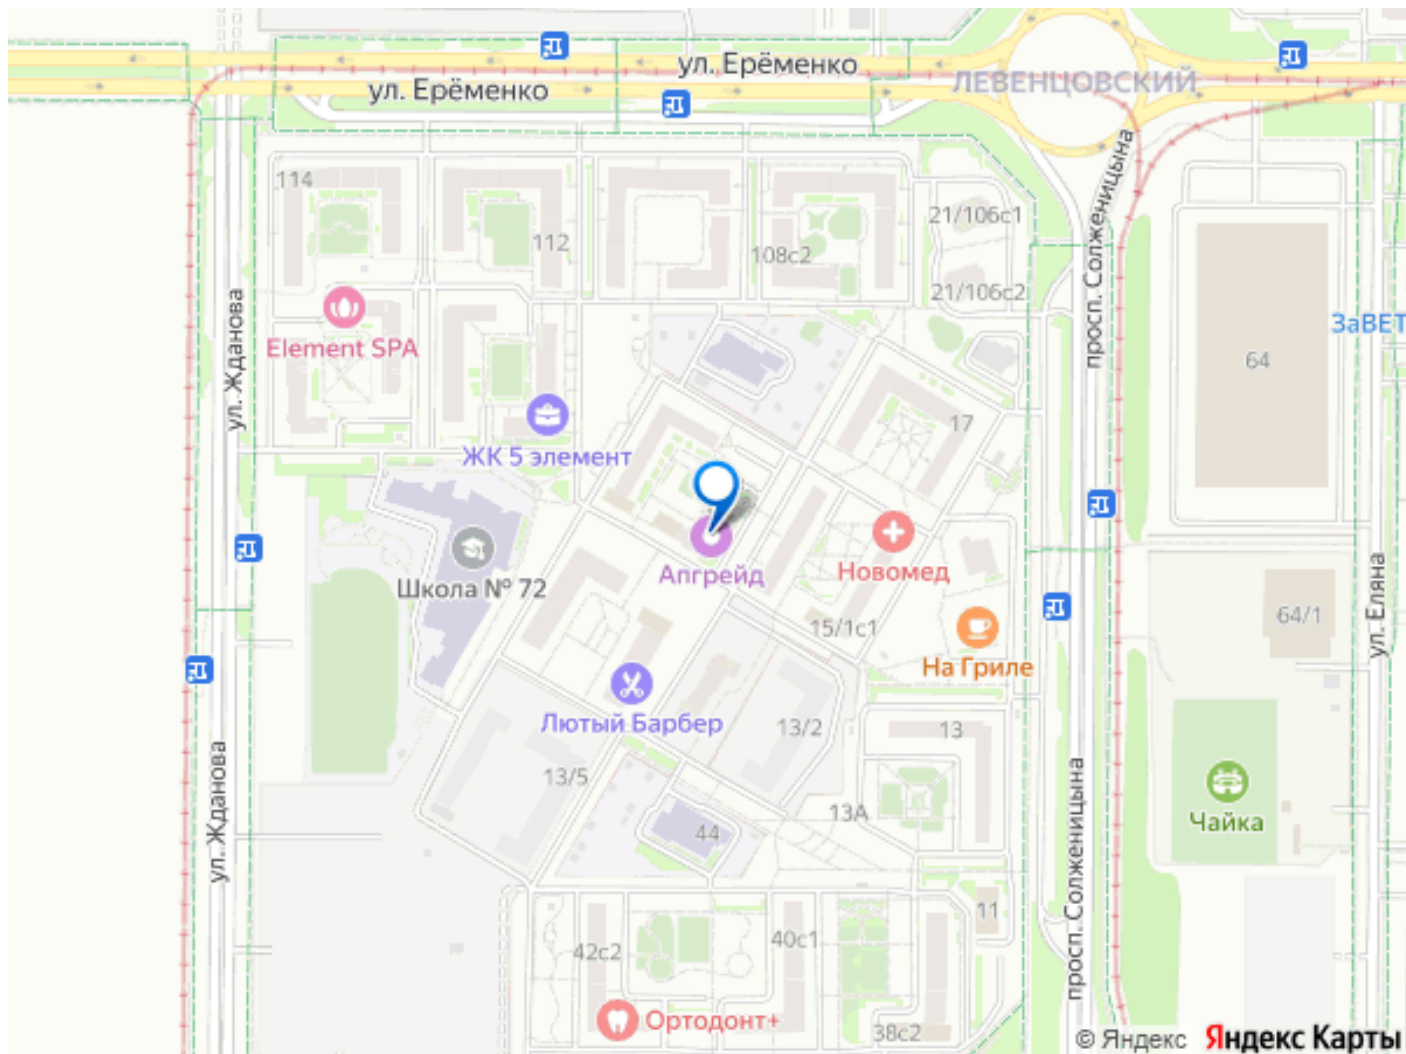 ул. Ерёменко
ул. Ерёменко
ЛЕВЕНЦОВСКИЙ
114
112
108с2
21/106с1
21/106с2
просп. Солженицына
ул. Жданова
Element SPA
ЗаВЕТ
64
17
ЖК 5 элемент
Апгрейд
Новомед
Школа № 72
15/1с1
64/1
ул. Еляна
На Гриле
Лютый Барбер
13/2
13
13/5
13А
44
Чайка
ул. Жданова
просп. Солженицына
11
42с2
40с1
Ортодонт+
38с2
© Яндекс Яндекс Карты